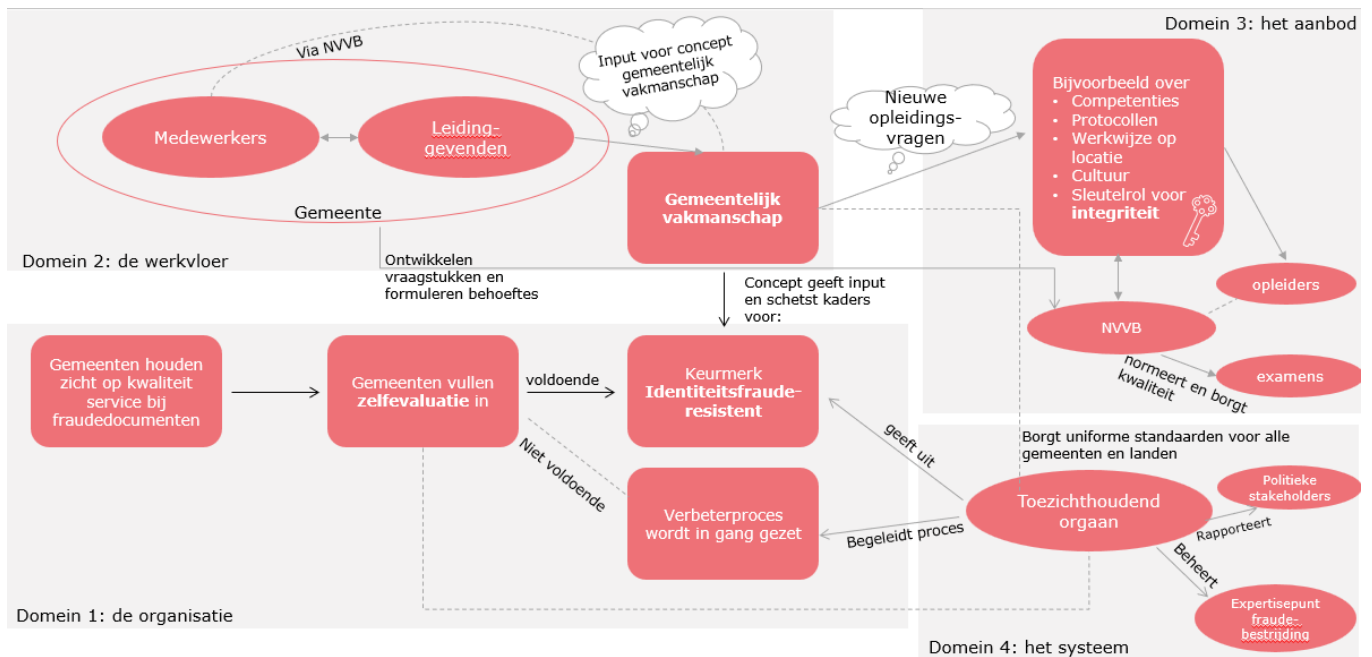 Via NVVB
Input voor concept
gemeentelijk
vakmanschap
Medewerkers
Leiding-
gevenden
Gemeente
Gemeentelijk
vakmanschap
Domein 2: de werkvloer
Ontwikkelen
vraagstukken en
formuleren behoeftes
Concept geeft input
en schetst kaders
voor:
Nieuwe
opleidings-
vragen
Domein 3: het aanbod
Bijvoorbeeld over
• Competenties
• Protocollen
• Werkwijze op
locatie
• Cultuur
• Sleutelrol voor
integriteit
opleiders
NVVB
normeert en borgt
kwaliteit
examens
Gemeenten houden
zicht op kwaliteit
service bij
fraudedocumenten
Gemeenten vullen
zelfevaluatie in
voldoende
Niet voldoende
Keurmerk
Identiteitsfraude-
resistent
Verbeterproces
wordt in gang gezet
geeft uit
Begeleidt proces
Domein 1: de organisatie
Borgt uniforme standaarden voor alle
gemeenten en landen
Toezichthoudend
orgaan
Politieke
stakeholders
Rapporteert
Beheert
Expertisepunt
fraude-
bestrijding
Domein 4: het systeem